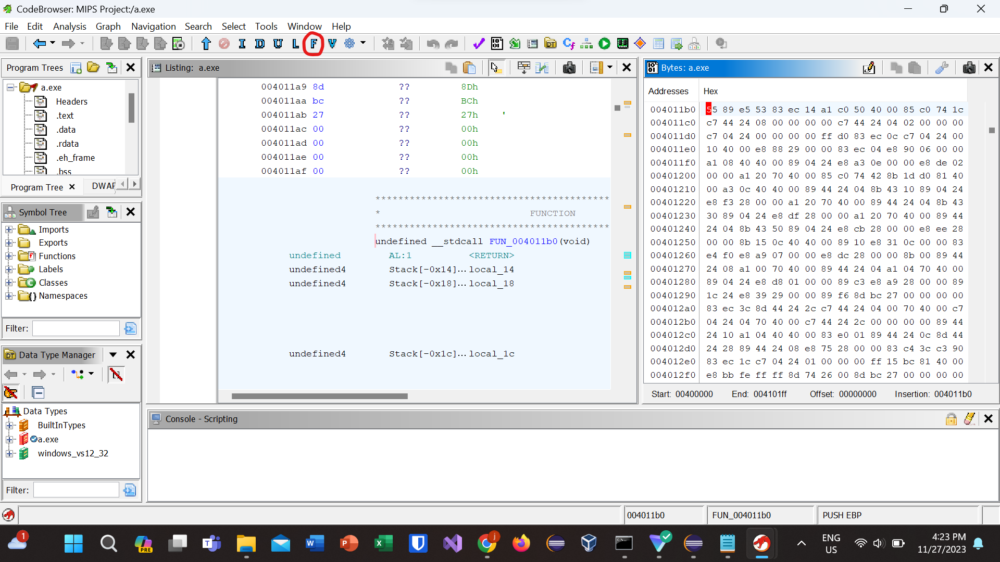 CodeBrowser: MIPS Project:/a.exe
File Edit Analysis Graph Navigation Search Select Tools Window Help
I D U L F V
Program Trees
a.exe
Headers
.text
.data
.rdata
.eh_frame
.bss
Program Tree DWAR
Symbol Tree
Imports
Exports
Functions
Labels
Classes
Namespaces
Filter:
Data Type Manager
Data Types
BuiltInTypes
a.exe
windows_vs12_32
Filter:
Listing: a.exe
004011a9 8d ?? 8Dh
004011aa bc ?? BCh
004011ab 27 ?? 27h '
004011ac 00 ?? 00h
004011ad 00 ?? 00h
004011ae 00 ?? 00h
004011af 00 ?? 00h
*****************************************
* FUNCTION
*****************************************
undefined __stdcall FUN_004011b0(void)
undefined AL:1 <RETURN>
undefined4 Stack[-0x14]... local_14
undefined4 Stack[-0x18]... local_18
undefined4 Stack[-0x1c]... local_1c
Bytes: a.exe
Addresses Hex
004011b0 55 89 e5 53 83 ec 14 a1 c0 50 40 00 85 c0 74 1c
004011c0 c7 44 24 08 00 00 00 00 c7 44 24 04 02 00 00 00
004011d0 c7 04 24 00 00 00 00 ff d0 83 ec 0c c7 04 24 00
004011e0 10 40 00 e8 88 29 00 00 83 ec 04 e8 90 06 00 00
004011f0 a1 08 40 40 00 89 04 24 e8 a3 0e 00 00 e8 de 02
00401200 00 00 a1 20 70 40 00 85 c0 74 42 8b 1d d0 81 40
00401210 00 a3 0c 40 40 00 89 44 24 04 8b 43 10 89 04 24
00401220 e8 f3 28 00 00 a1 20 70 40 00 89 44 24 04 8b 43
00401230 30 89 04 24 e8 df 28 00 00 a1 20 70 40 00 89 44
00401240 24 04 8b 43 50 89 04 24 e8 cb 28 00 00 e8 ee 28
00401250 00 00 8b 15 0c 40 40 00 89 10 e8 31 0c 00 00 83
00401260 e4 f0 e8 a9 07 00 00 e8 dc 28 00 00 8b 00 89 44
00401270 24 08 a1 00 70 40 00 89 44 24 04 a1 04 70 40 00
00401280 89 04 24 e8 d8 01 00 00 89 c3 e8 a9 28 00 00 89
00401290 1c 24 e8 39 29 00 00 89 f6 8d bc 27 00 00 00 00
004012a0 83 ec 3c 8d 44 24 2c c7 44 24 04 00 70 40 00 c7
004012b0 04 24 04 70 40 00 c7 44 24 2c 00 00 00 00 89 44
004012c0 24 10 a1 04 40 40 00 83 e0 01 89 44 24 0c 8d 44
004012d0 24 28 89 44 24 08 e8 75 28 00 00 83 c4 3c c3 90
004012e0 83 ec 1c c7 04 24 01 00 00 00 ff 15 bc 81 40 00
004012f0 e8 bb fe ff ff 8d 74 26 00 8d bc 27 00 00 00 00
Start: 00400000 End: 004101ff Offset: 00000000 Insertion: 004011b0
Console - Scripting
004011b0 FUN_004011b0 PUSH EBP
1
PRE
ENG
US
4:23 PM
11/27/2023